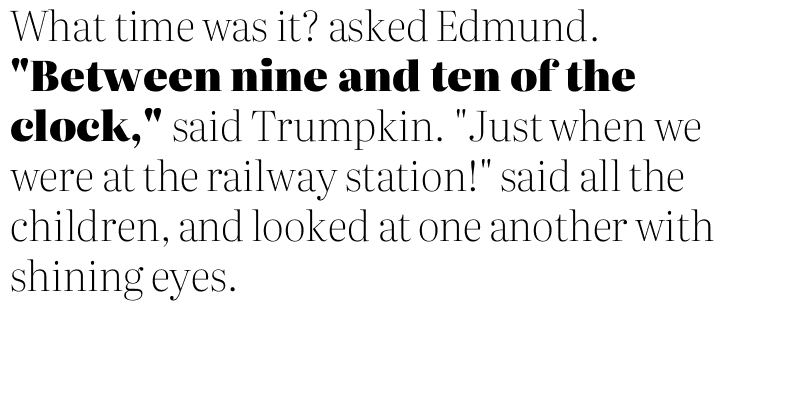 What time was it? asked Edmund.
"Between nine and ten of the
clock," said Trumpkin. "Just when we
were at the railway station!" said all the
children, and looked at one another with
shining eyes.